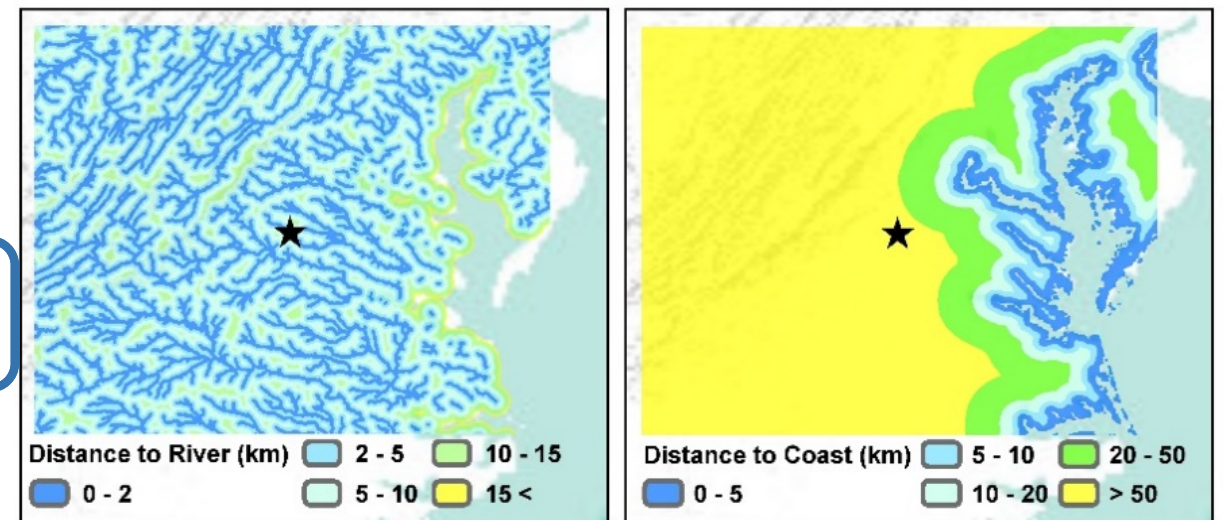 Distance to River (km) 2 - 5 10 - 15
0 - 2 5 - 10 15 <
Distance to Coast (km) 5 - 10 20 - 50
0 - 5 10 - 20 > 50